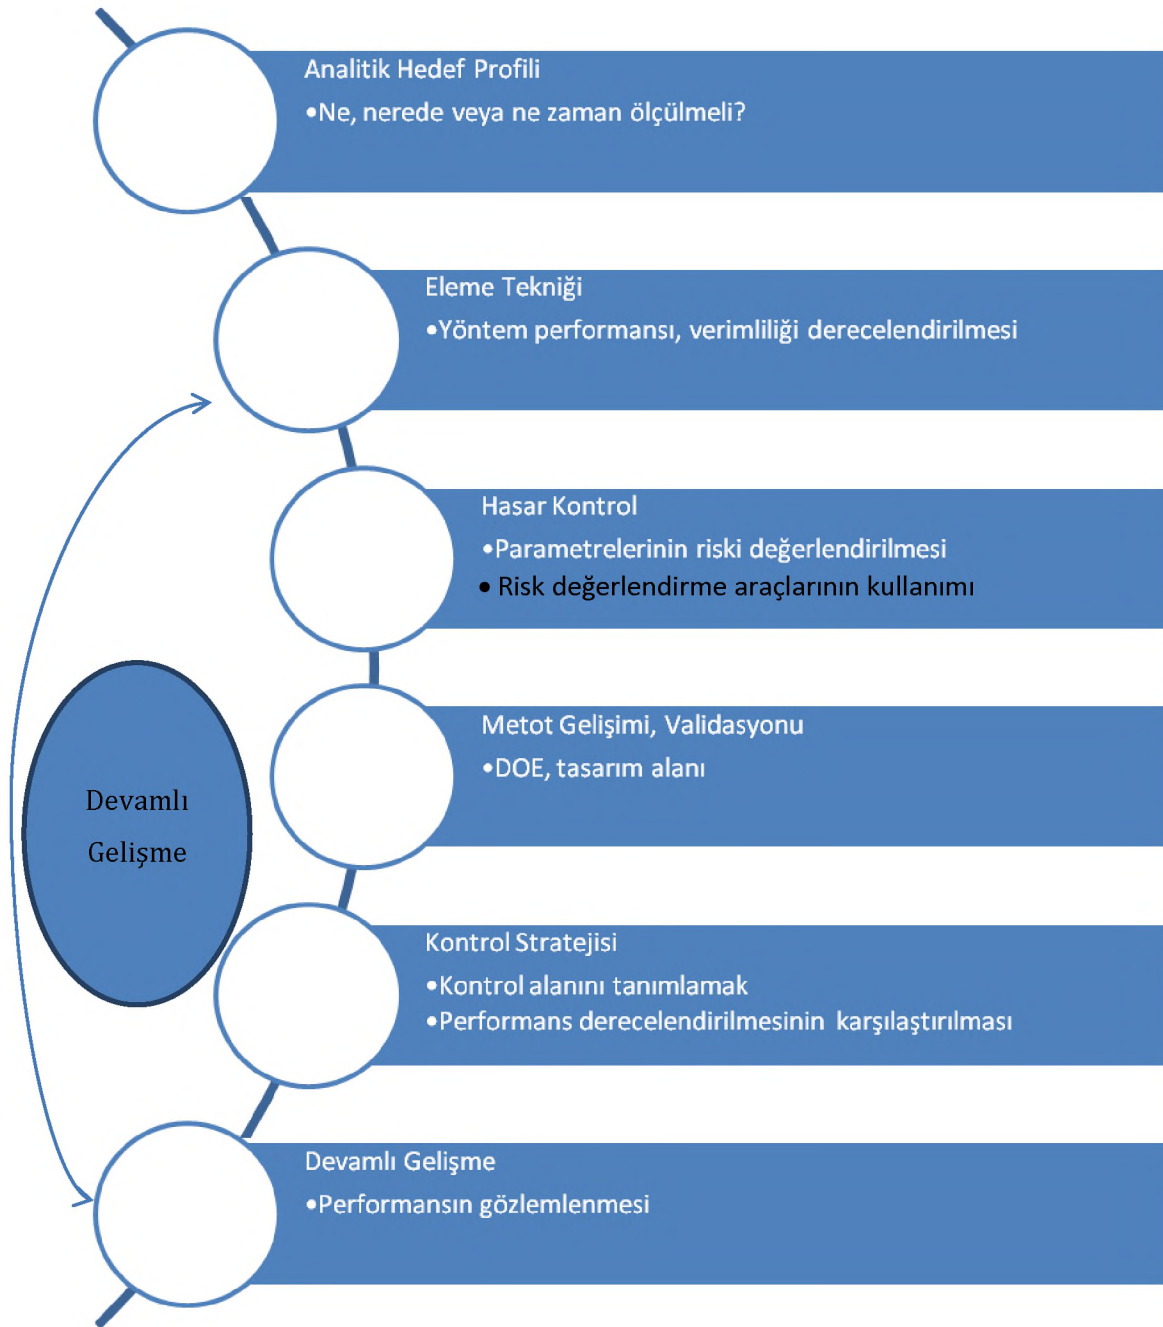 Analitik Hedef Profili
•Ne, nerede veya ne zaman ölçülmeli?
Eleme Tekniği
•Yöntem performansı, verimliliği derecelendirilmesi
Hasar Kontrol
•Parametrelerinin riski değerlendirilmesi
• Risk değerlendirme araçlarının kullanımı
Metot Gelişimi, Validasyonu
•DOE, tasarım alanı
Devamlı
Gelişme
Kontrol Stratejisi
•Kontrol alanını tanımlamak
•Performans derecelendirilmesinin karşılaştırılması
Devamlı Gelişme
•Performansın gözlemlenmesi